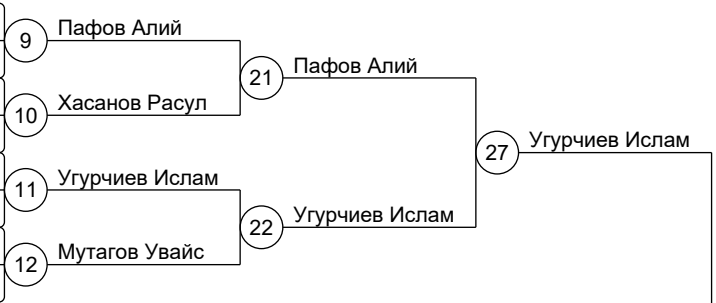 9 Пафов Алий
21 Пафов Алий
10 Хасанов Расул
27 Угурчиев Ислам
11 Угурчиев Ислам
22 Угурчиев Ислам
12 Мутагов Увайс